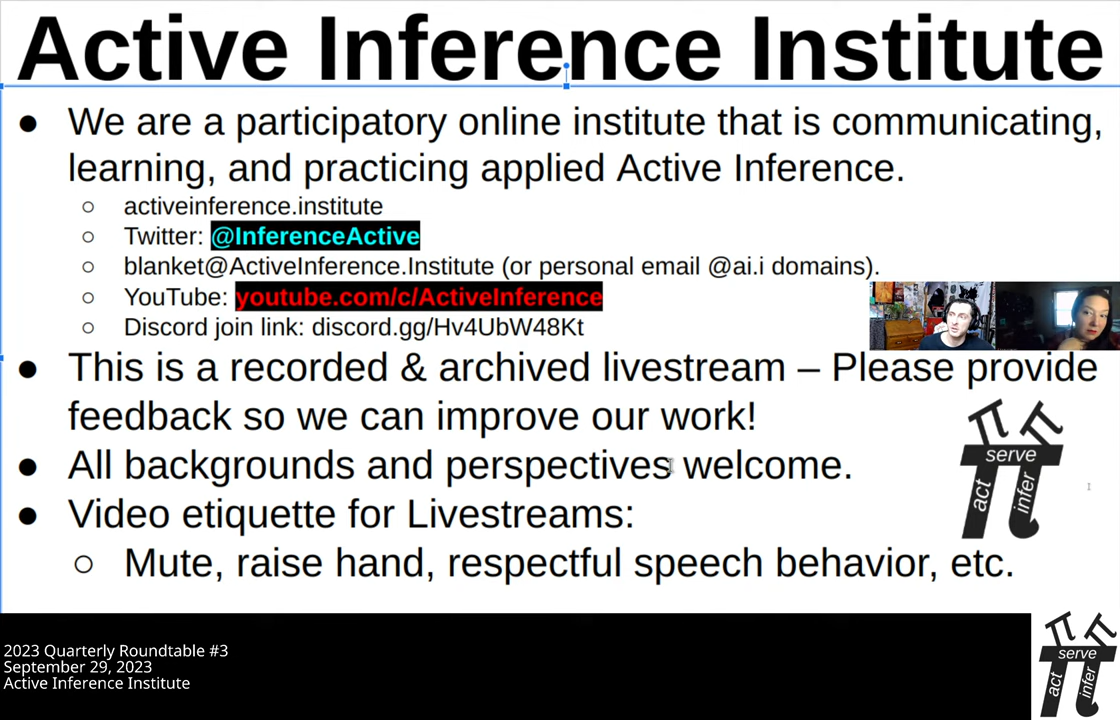 Active Inference Institute
● We are a participatory online institute that is communicating,
learning, and practicing applied Active Inference.
○ activeinference.institute
○ Twitter: @InferenceActive
○ blanket@ActiveInference.Institute (or personal email @ai.i domains).
○ YouTube: youtube.com/c/ActiveInference
○ Discord join link: discord.gg/Hv4UbW48Kt
● This is a recorded & archived livestream – Please provide
feedback so we can improve our work!
● All backgrounds and perspectives welcome.
● Video etiquette for Livestreams:
○ Mute, raise hand, respectful speech behavior, etc.
π π
serve
act infer
2023 Quarterly Roundtable #3
September 29, 2023
Active Inference Institute
π π
serve
act infer